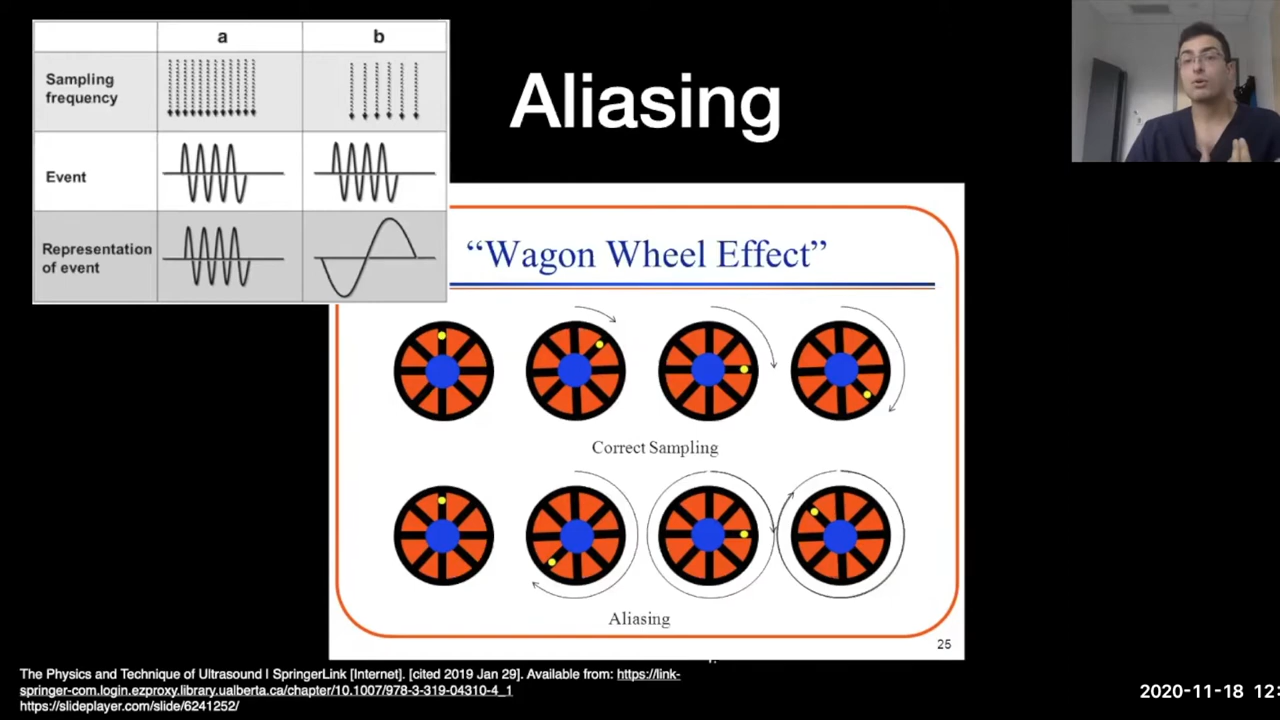 a b
Sampling
frequency
Event
Representation
of event
Aliasing
“Wagon Wheel Effect”
Correct Sampling
Aliasing
25
The Physics and Technique of Ultrasound | SpringerLink [Internet]. [cited 2019 Jan 29]. Available from: https://link-
springer-com.login.ezproxy.library.ualberta.ca/chapter/10.1007/978-3-319-04310-4_1
https://slideplayer.com/slide/6241252/
2020-11-18 12: